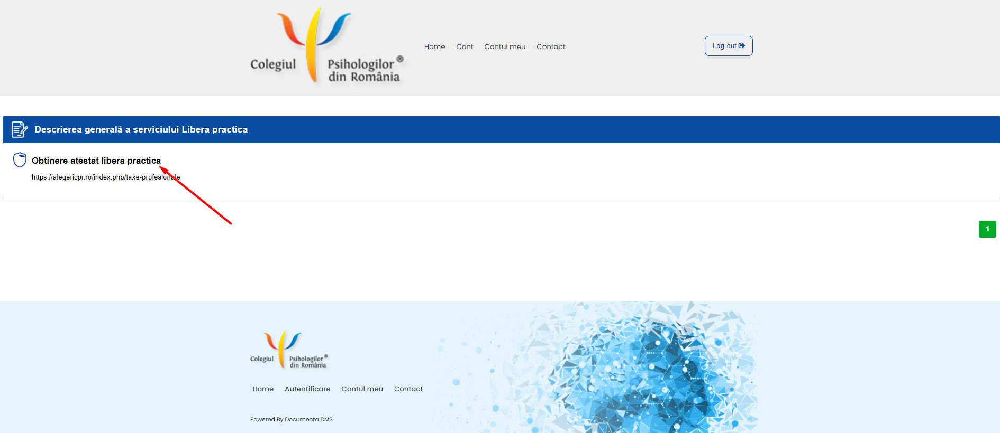 Colegiul Psihologilor®
din România
Home Cont Contul meu Contact
Log-out
Descrierea generală a serviciului Libera practica
Obtinere atestat libera practica
https://alegericpr.ro/index.php/taxe-profesionale
1
Colegiul Psihologilor®
din România
Home Autentificare Contul meu Contact
Powered By Documenta DMS